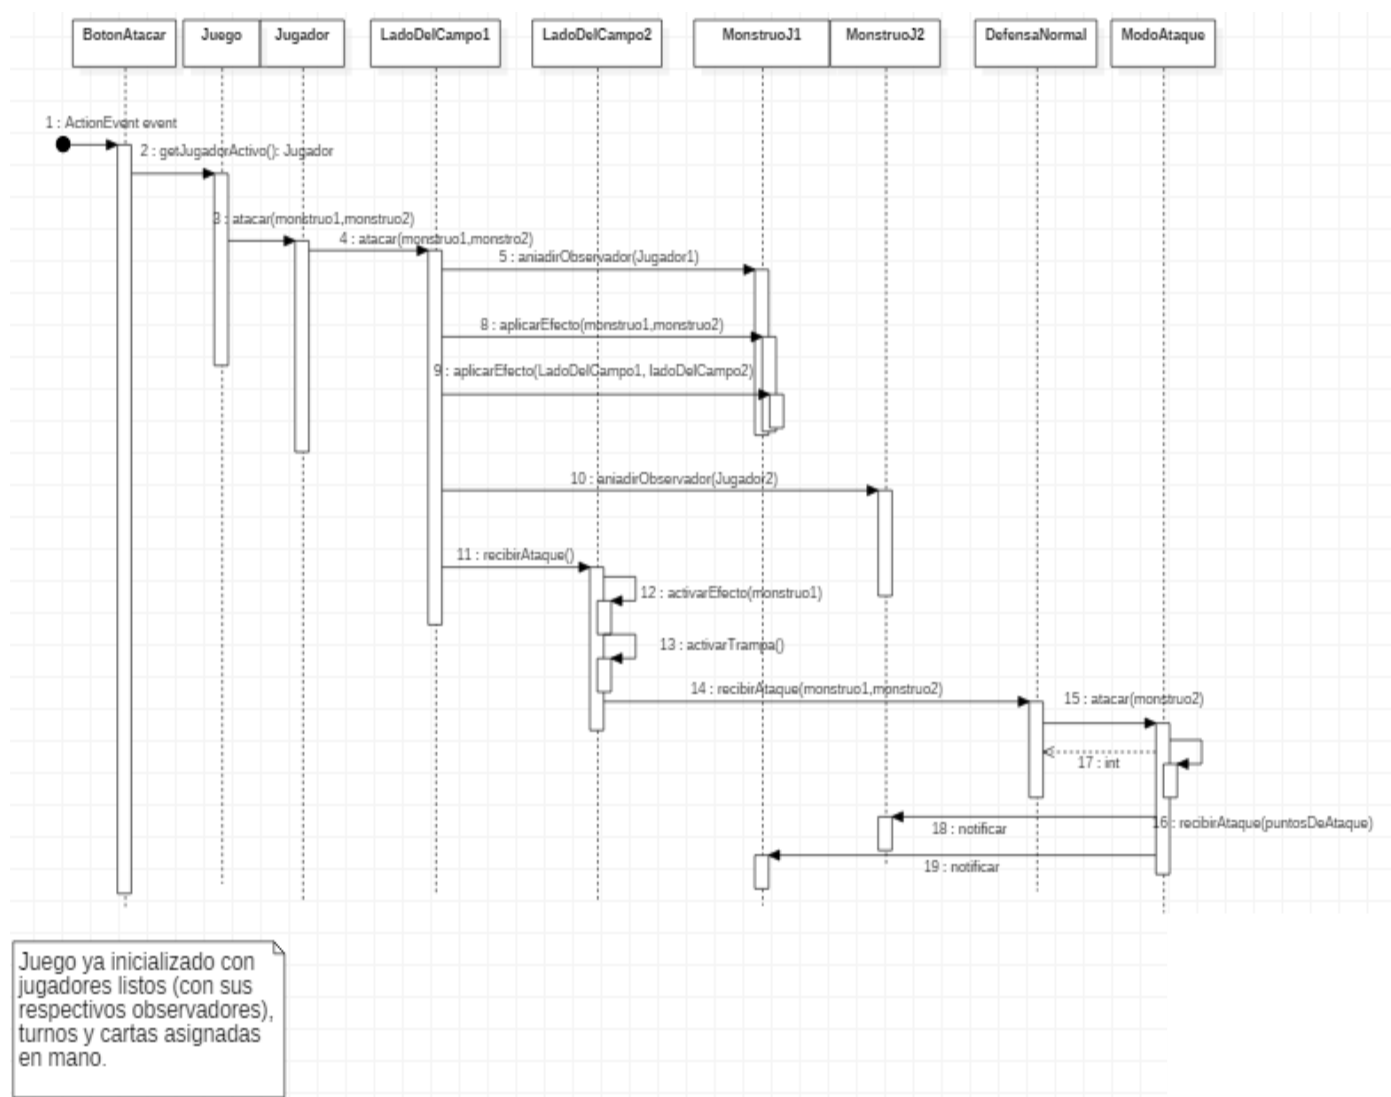 BotonAtacar
Juego
Jugador
LadoDelCampo1
LadoDelCampo2
MonstruoJ1
MonstruoJ2
DefensaNormal
ModoAtaque
1 : ActionEvent event
2 : getJugadorActivo(): Jugador
3 : atacar(monstruo1,monstruo2)
4 : atacar(monstruo1,monstro2)
5 : aniadirObservador(Jugador1)
8 : aplicarEfecto(monstruo1,monstruo2)
9 : aplicarEfecto(LadoDelCampo1, ladoDelCampo2)
10 : aniadirObservador(Jugador2)
11 : recibirAtaque()
12 : activarEfecto(monstruo1)
13 : activarTrampa()
14 : recibirAtaque(monstruo1,monstruo2)
15 : atacar(monstruo2)
17 : int
16 : recibirAtaque(puntosDeAtaque)
18 : notificar
19 : notificar
Juego ya inicializado con
jugadores listos (con sus
respectivos observadores),
turnos y cartas asignadas
en mano.